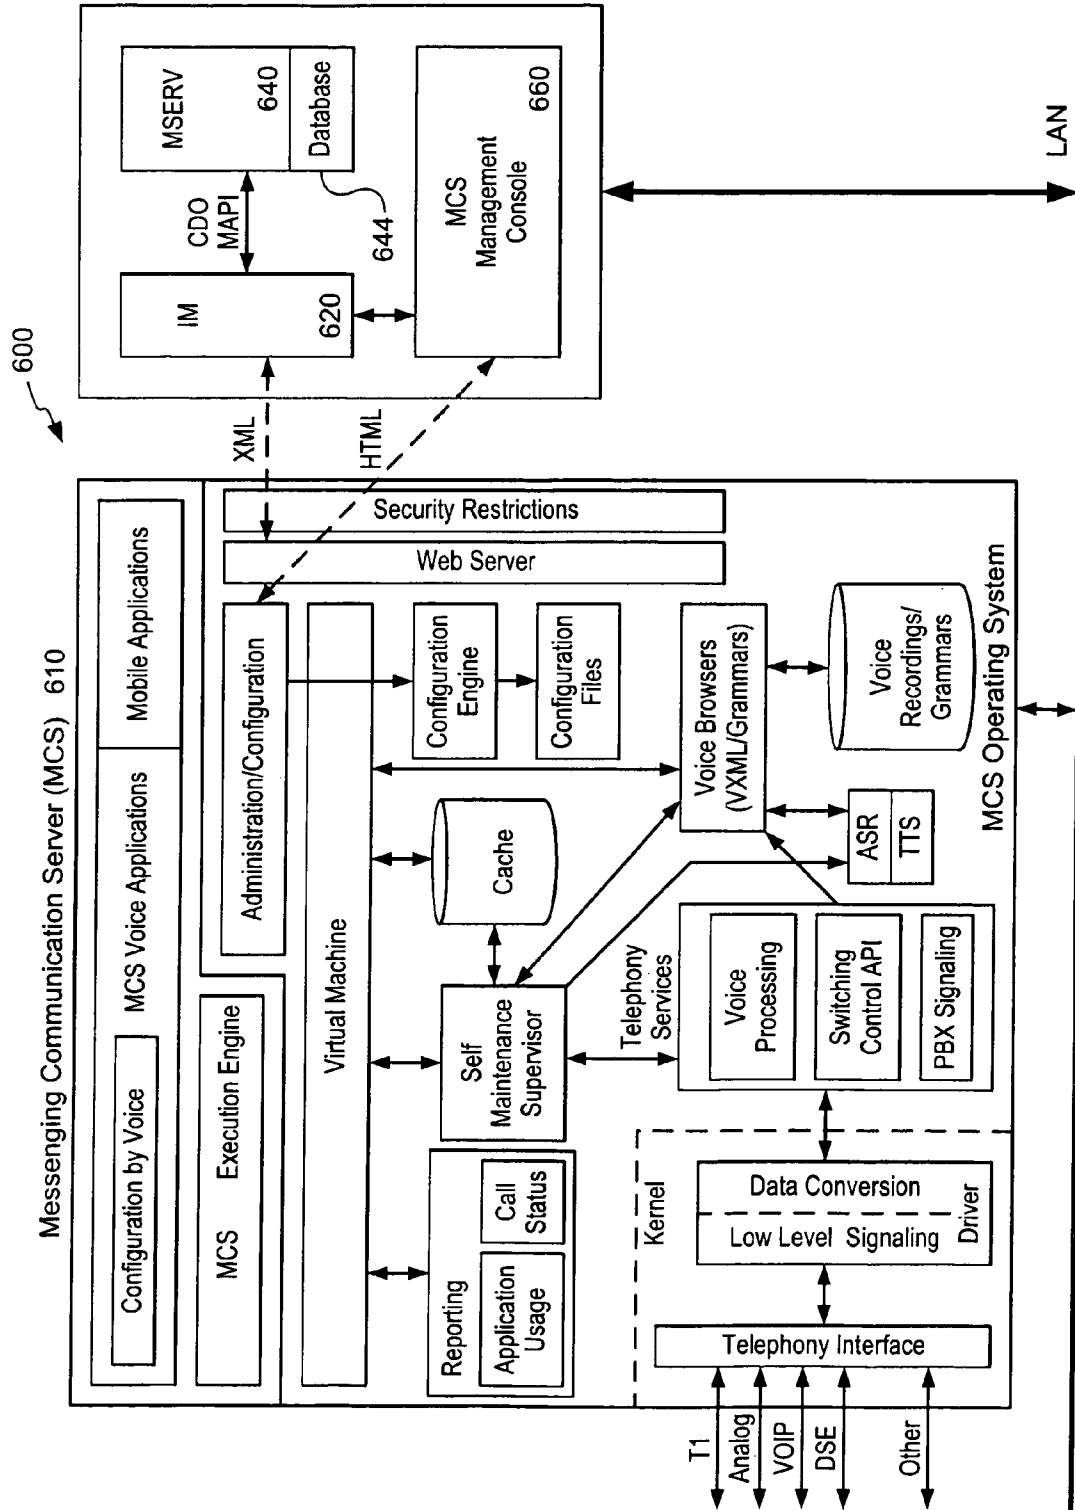 600
Messenging Communication Server (MCS) 610
Configuration by Voice
MCS Voice Applications
Mobile Applications
MCS Execution Engine
Administration/Configuration
Virtual Machine
Security Restrictions
Web Server
Configuration
Engine
Configuration
Files
Cache
Self
Maintenance
Supervisor
Reporting
Application
Usage
Call
Status
Voice Browsers
(VXML/Grammars)
Voice
Recordings/
Grammars
ASR
TTS
Telephony
Services
Voice
Processing
Switching
Control API
PBX Signaling
Kernel
Data Conversion
Low Level Signaling
Driver
Telephony Interface
T1
Analog
VOIP
DSE
Other
MCS Operating System
XML
HTML
IM
620
CDO
MAPI
MSERV
640
Database
644
MCS
Management
Console
660
LAN